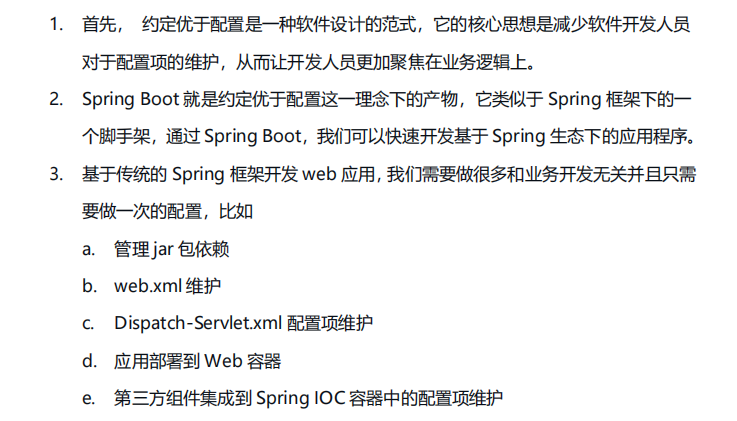 1. 首先， 约定优于配置是一种软件设计的范式，它的核心思想是减少软件开发人员
对于配置项的维护，从而让开发人员更加聚焦在业务逻辑上。
2. Spring Boot 就是约定优于配置这一理念下的产物，它类似于 Spring 框架下的一
个脚手架，通过 Spring Boot，我们可以快速开发基于 Spring 生态下的应用程序。
3. 基于传统的 Spring 框架开发 web 应用，我们需要做很多和业务开发无关并且只需
要做一次的配置，比如
a. 管理 jar 包依赖
b. web.xml 维护
c. Dispatch-Servlet.xml 配置项维护
d. 应用部署到 Web 容器
e. 第三方组件集成到 Spring IOC 容器中的配置项维护